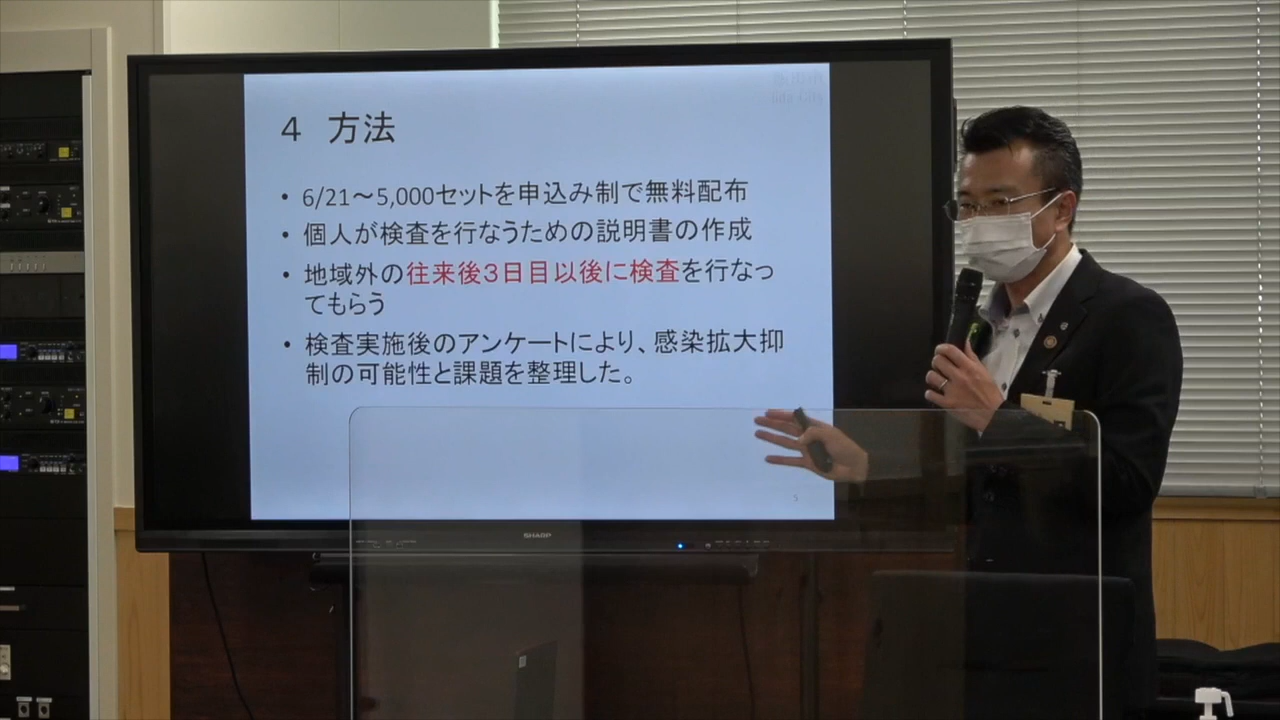 ４ 方法
• 6/21～5,000セットを申込み制で無料配布
• 個人が検査を行なうための説明書の作成
• 地域外の往来後３日目以後に検査を行なっ
てもらう
• 検査実施後のアンケートにより、感染拡大抑
制の可能性と課題を整理した。
5
SHARP